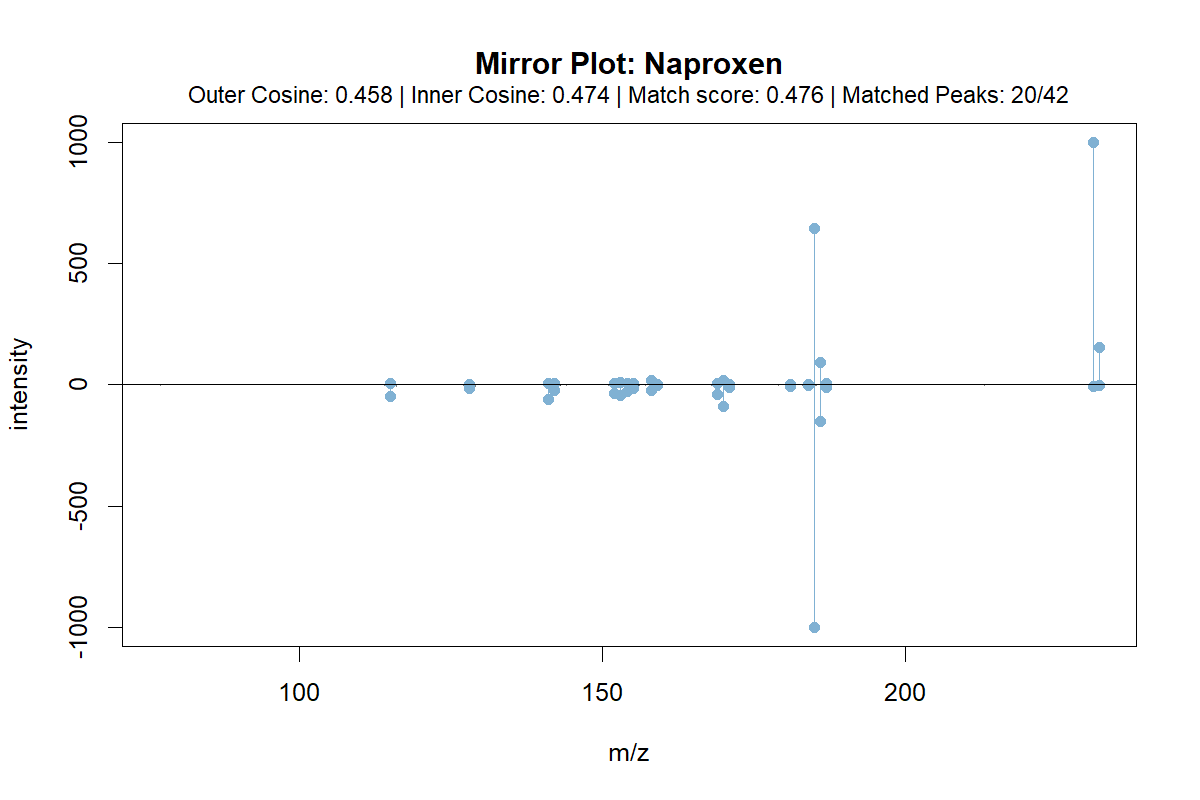 Mirror Plot: Naproxen
Outer Cosine: 0.458 | Inner Cosine: 0.474 | Match score: 0.476 | Matched Peaks: 20/42
1000
500
0
-500
-1000
intensity
100
150
200
m/z